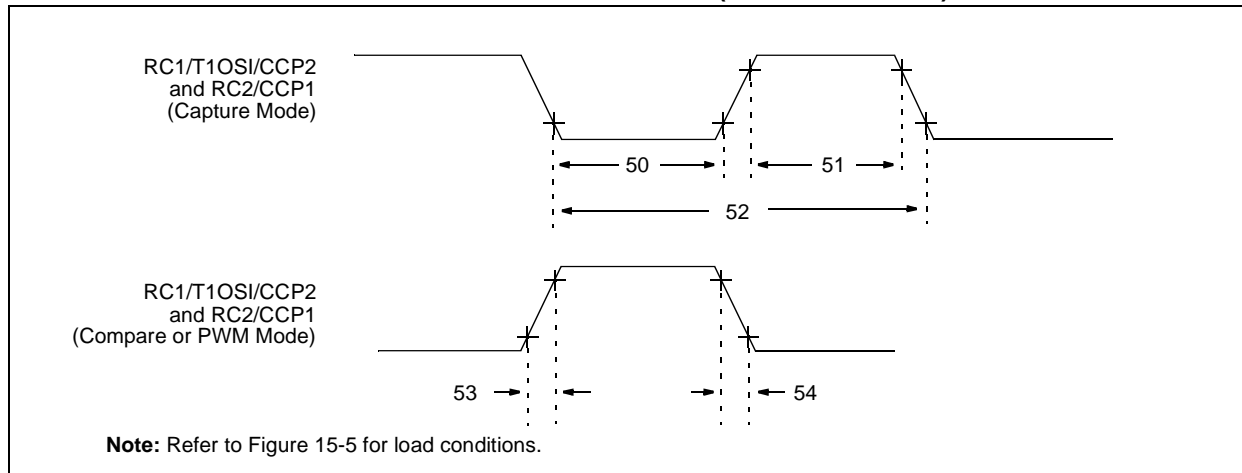 RC1/T1OSI/CCP2
and RC2/CCP1
(Capture Mode)
50
51
52
RC1/T1OSI/CCP2
and RC2/CCP1
(Compare or PWM Mode)
53
54
Note: Refer to Figure 15-5 for load conditions.